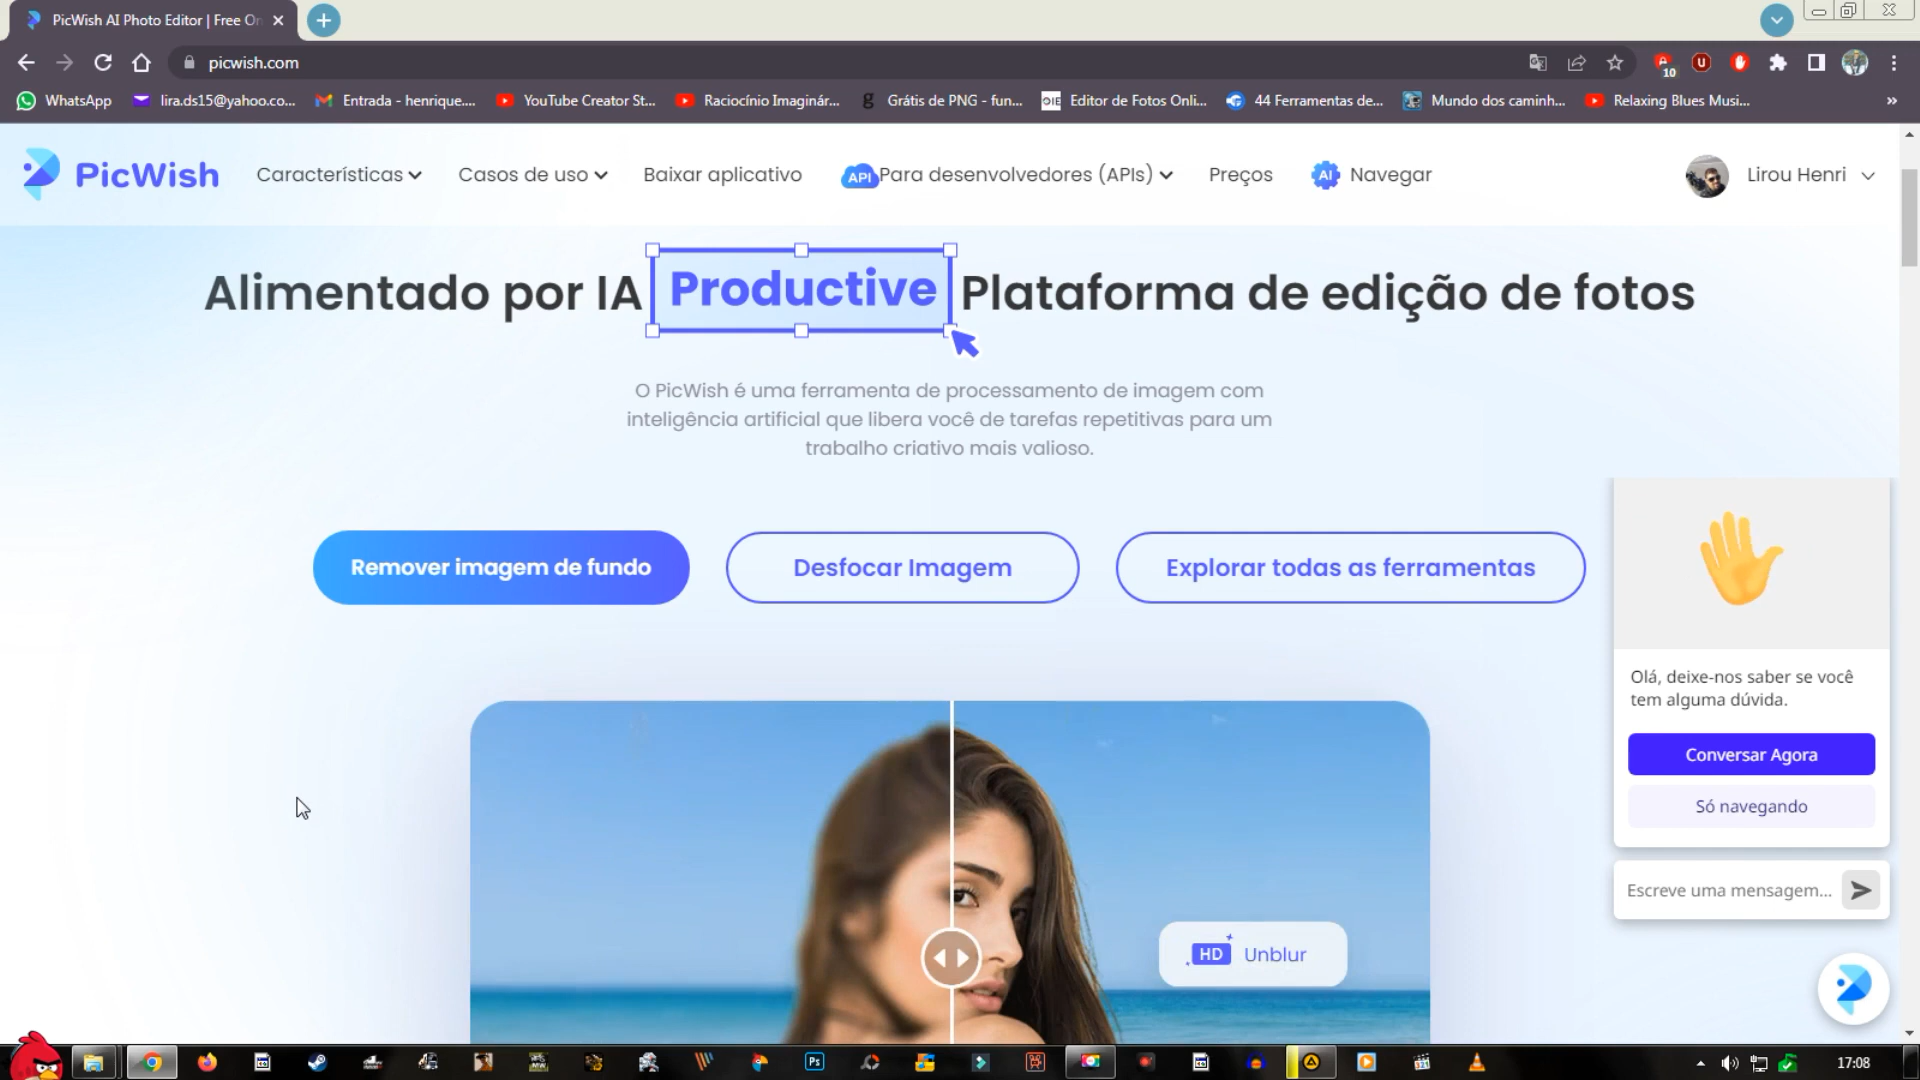 PicWish AI Photo Editor | Free On
picwish.com
10
WhatsApp
lira.ds15@yahoo.co...
Entrada - henrique....
YouTube Creator St...
Raciocínio Imaginár...
Grátis de PNG - fun...
Editor de Fotos Onli...
44 Ferramentas de...
Mundo dos caminh...
Relaxing Blues Musi...
»
PicWish
Características
Casos de uso
Baixar aplicativo
API Para desenvolvedores (APIs)
Preços
AI Navegar
Lirou Henri
Alimentado por IA Productive Plataforma de edição de fotos
O PicWish é uma ferramenta de processamento de imagem com
inteligência artificial que libera você de tarefas repetitivas para um
trabalho criativo mais valioso.
Remover imagem de fundo
Desfocar Imagem
Explorar todas as ferramentas
Olá, deixe-nos saber se você
tem alguma dúvida.
Conversar Agora
Só navegando
Escreve uma mensagem...
HD Unblur
Ps
17:08